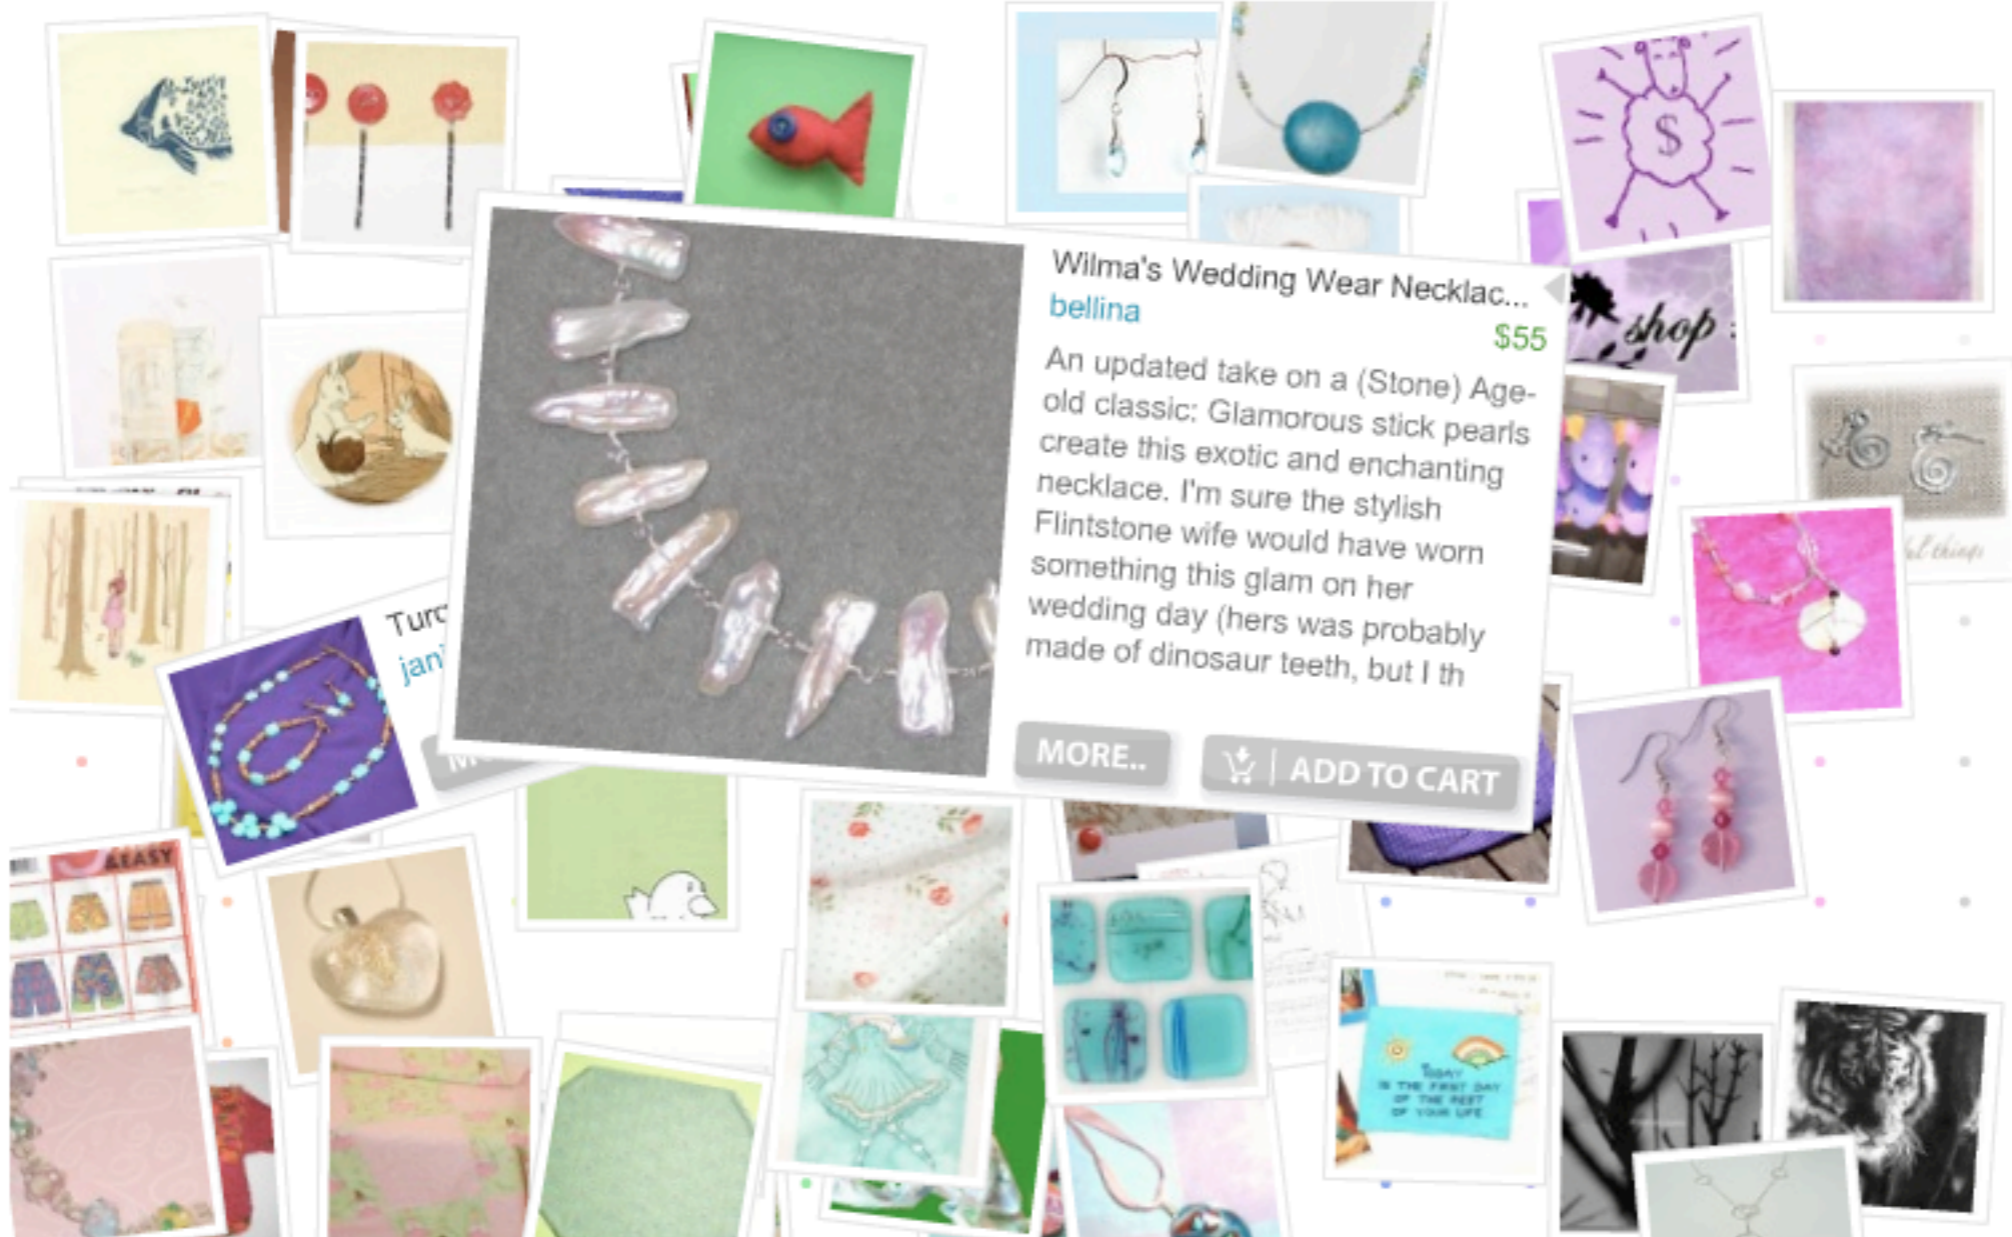 Wilma's Wedding Wear Necklac...
bellina
$55
An updated take on a (Stone) Age-
old classic: Glamorous stick pearls
create this exotic and enchanting
necklace. I'm sure the stylish
Flintstone wife would have worn
something this glam on her
wedding day (hers was probably
made of dinosaur teeth, but I th
MORE..
ADD TO CART
$
shop
Turc
jani
&EASY
TODAY
IS THE FIRST DAY
OF THE REST
OF YOUR LIFE